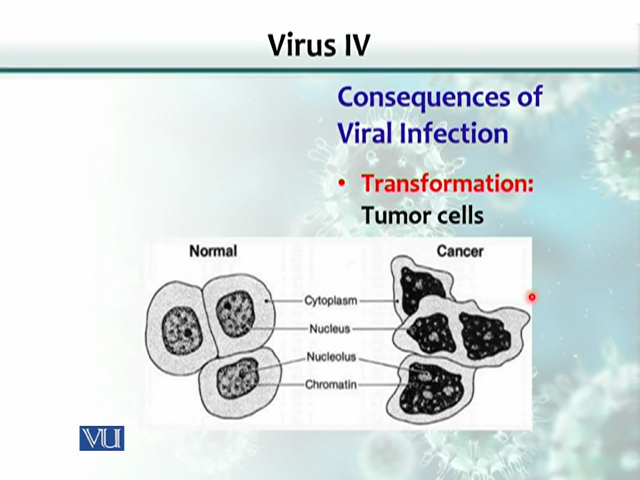 Virus IV
Consequences of
Viral Infection
• Transformation:
Tumor cells
Normal
Cancer
Cytoplasm
Nucleus
Nucleolus
Chromatin
VU